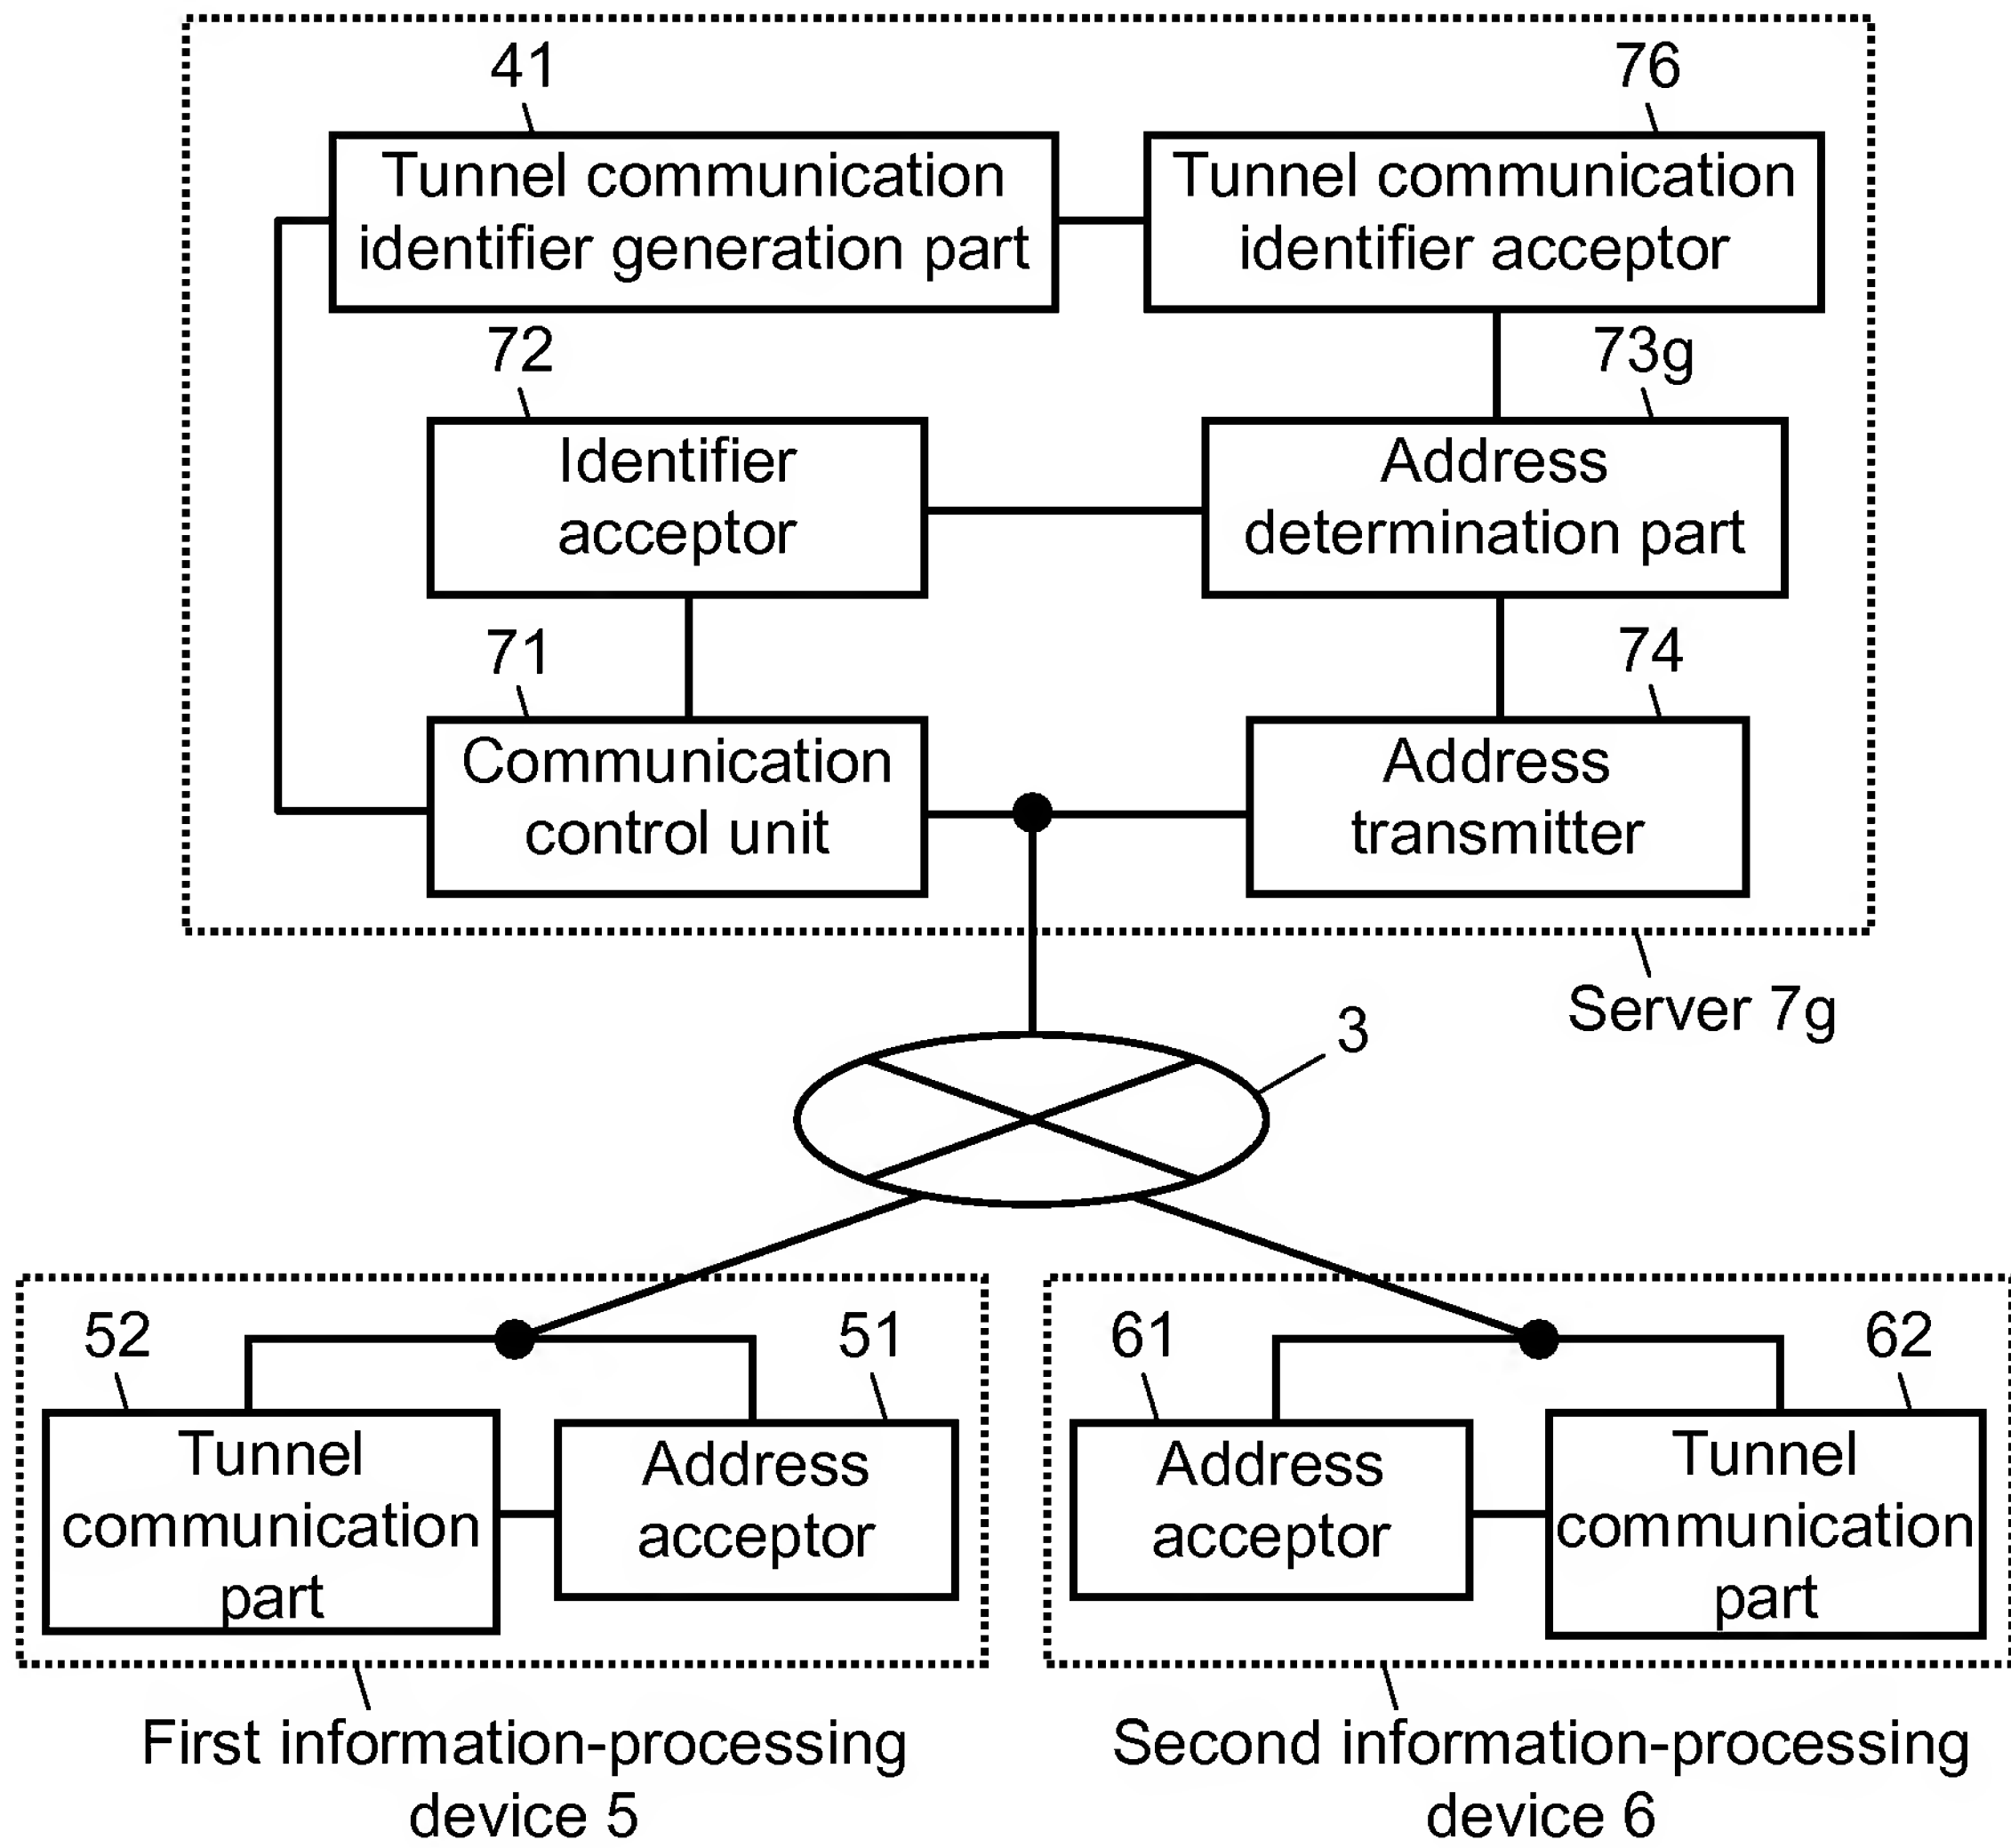 41
76
Tunnel communication
identifier generation part
Tunnel communication
identifier acceptor
72
73g
Identifier
acceptor
Address
determination part
71
74
Communication
control unit
Address
transmitter
Server 7g
3
52
51
61
62
Tunnel
communication
part
Address
acceptor
Address
acceptor
Tunnel
communication
part
First information-processing
device 5
Second information-processing
device 6